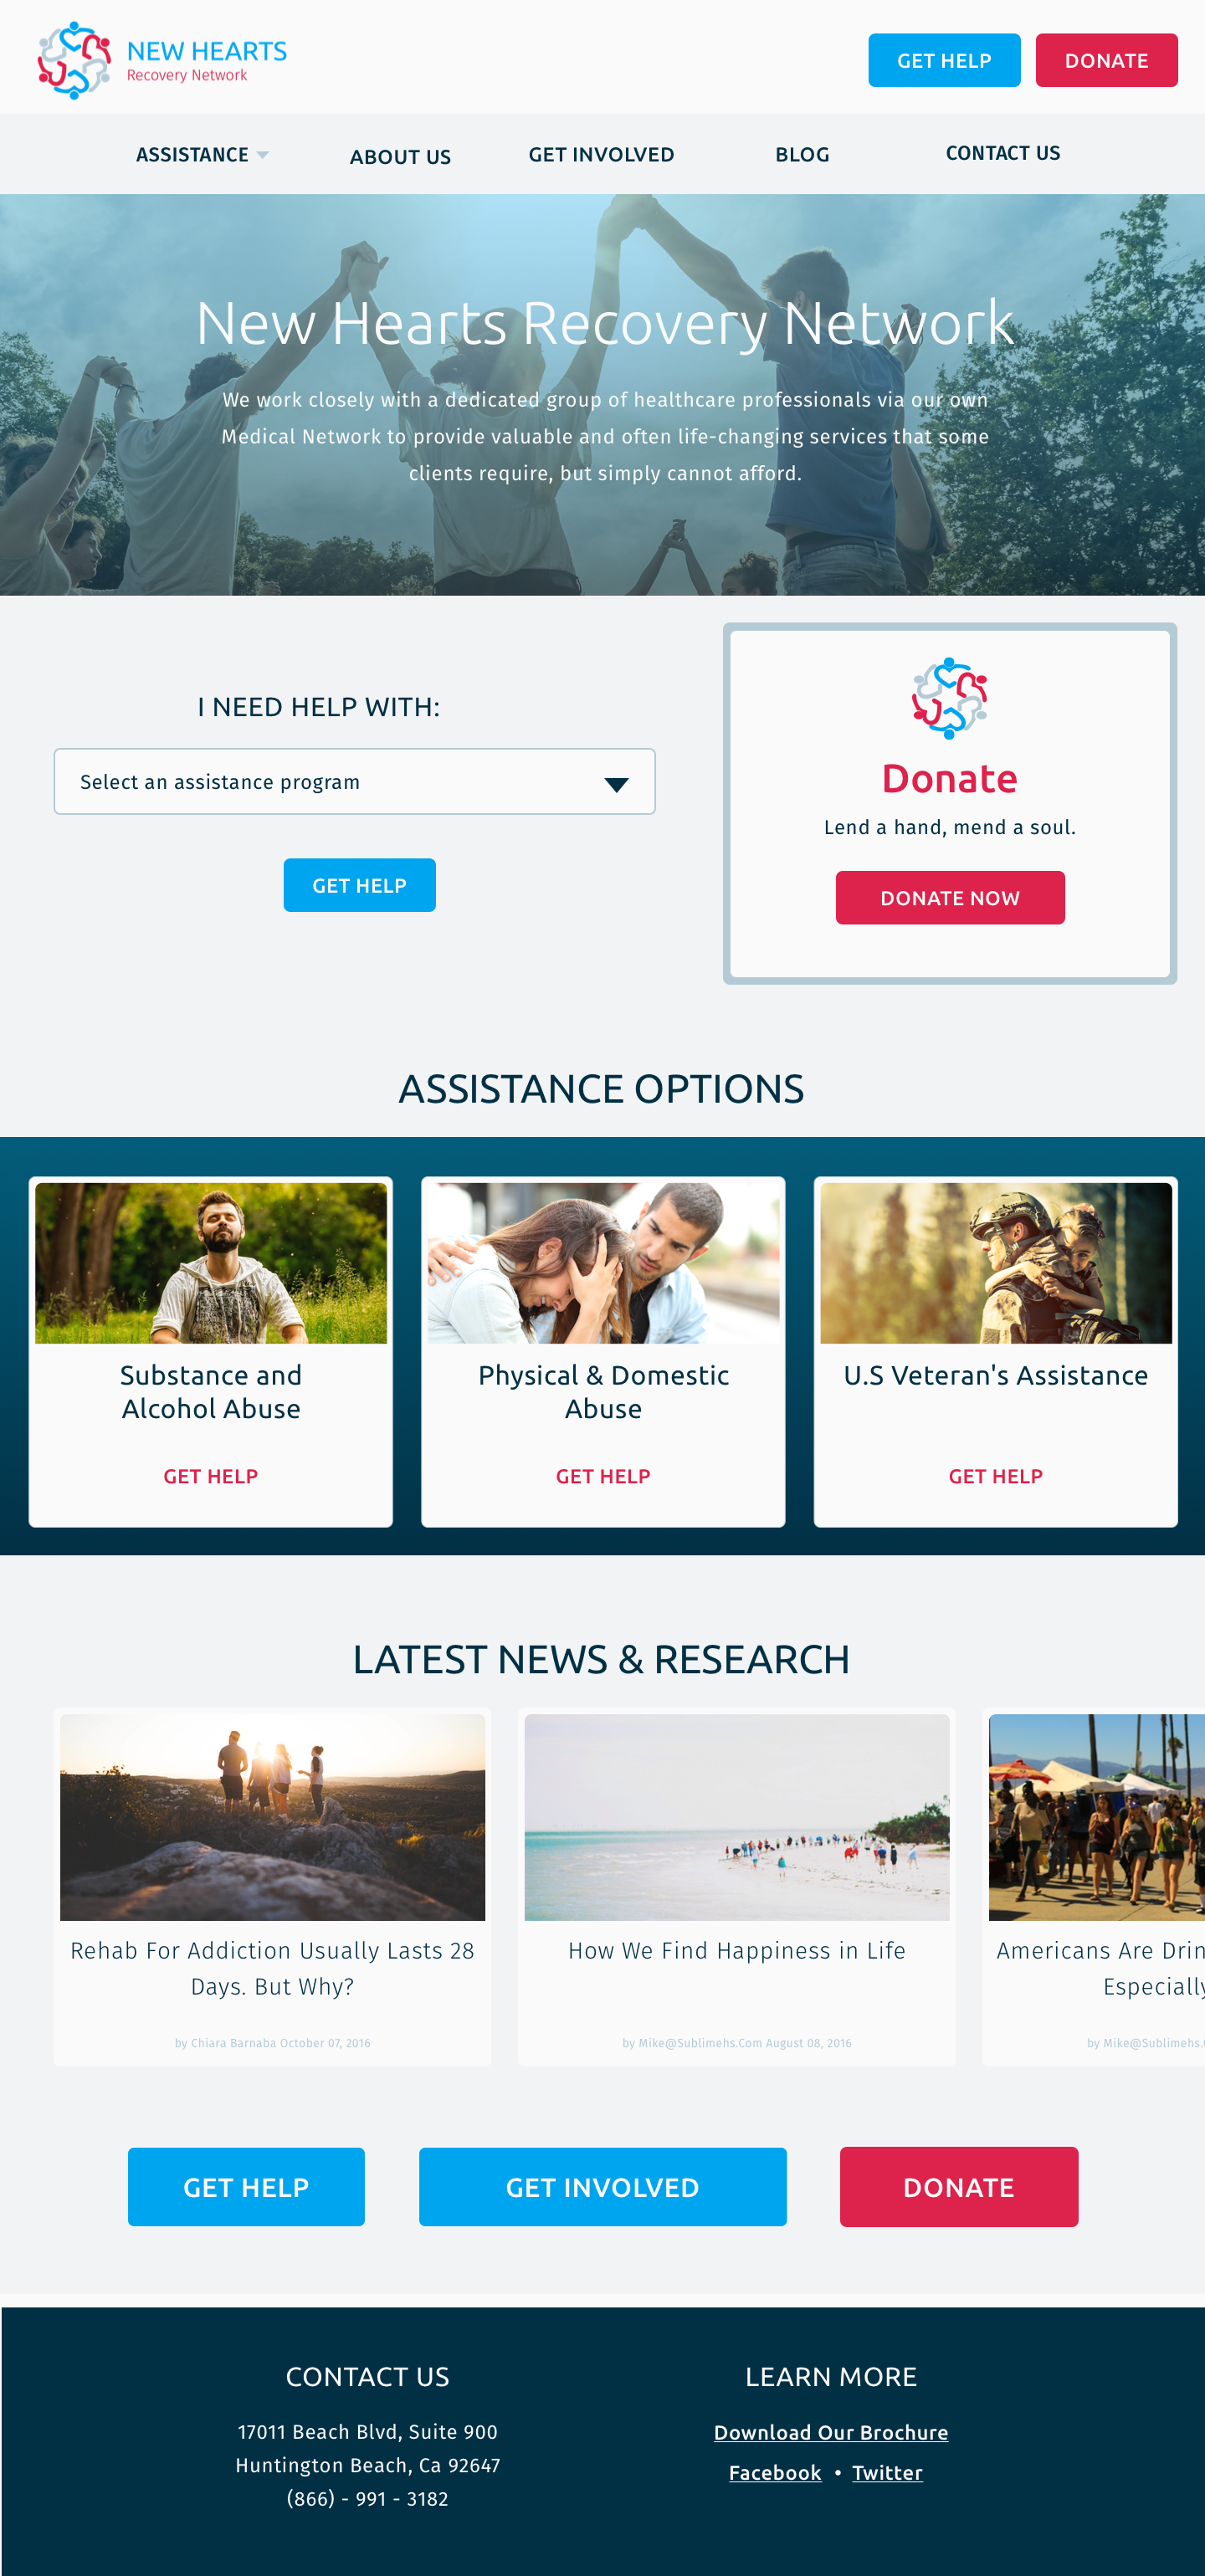 NEW HEARTS
Recovery Network
GET HELP
DONATE
ASSISTANCE
ABOUT US
GET INVOLVED
BLOG
CONTACT US
New Hearts Recovery Network
We work closely with a dedicated group of healthcare professionals via our own
Medical Network to provide valuable and often life-changing services that some
clients require, but simply cannot afford.
I NEED HELP WITH:
Select an assistance program
GET HELP
Donate
Lend a hand, mend a soul.
DONATE NOW
ASSISTANCE OPTIONS
Substance and
Alcohol Abuse
GET HELP
Physical & Domestic
Abuse
GET HELP
U.S Veteran's Assistance
GET HELP
LATEST NEWS & RESEARCH
Rehab For Addiction Usually Lasts 28
Days. But Why?
by Chiara Barnaba October 07, 2016
How We Find Happiness in Life
by Mike@Sublimehs.Com August 08, 2016
Americans Are Drin
Especially
by Mike@Sublimehs.
GET HELP
GET INVOLVED
DONATE
CONTACT US
17011 Beach Blvd, Suite 900
Huntington Beach, Ca 92647
(866) - 991 - 3182
LEARN MORE
Download Our Brochure
Facebook • Twitter